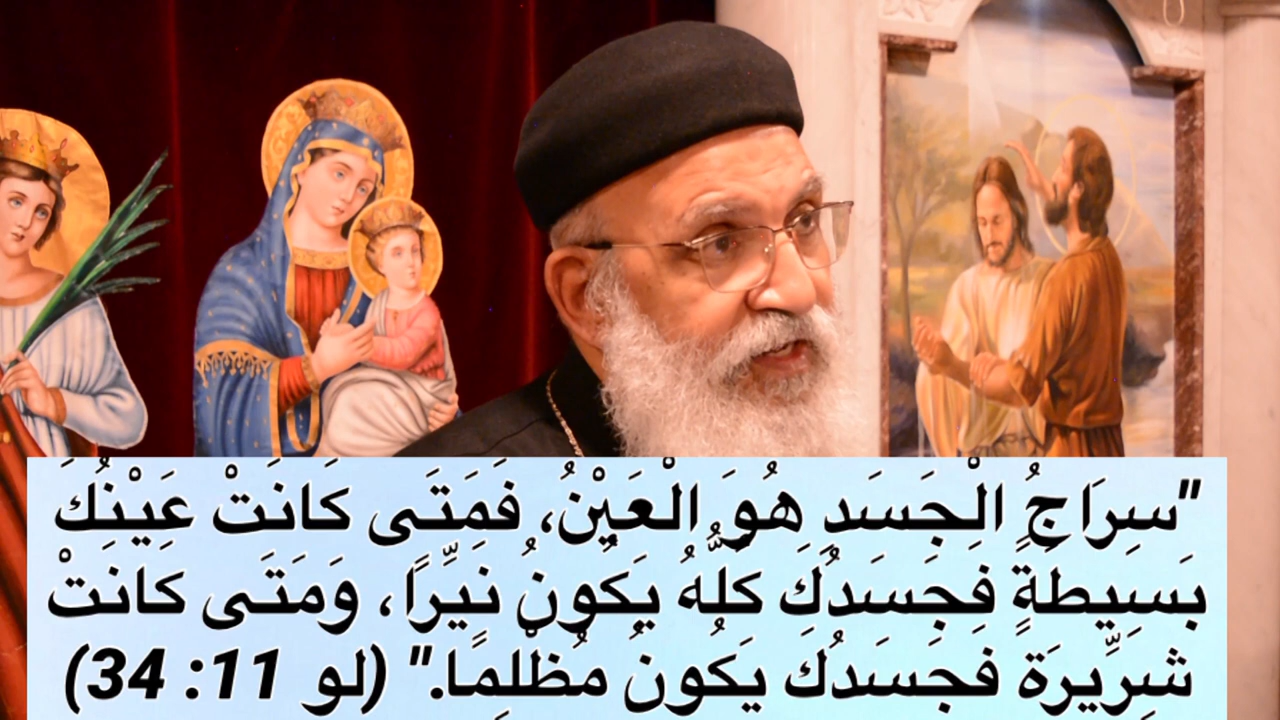 "سِرَاجُ الْجَسَدِ هُوَ الْعَيْنُ، فَمَتَى كَانَتْ عَيْنُكَ
بَسِيطَةً فَجَسَدُكَ كُلُّهُ يَكُونُ نَيِّرًا، وَمَتَى كَانَتْ
شِرِّيرَةً فَجَسَدُكَ يَكُونُ مُظْلِمًا." (لو 11: 34)